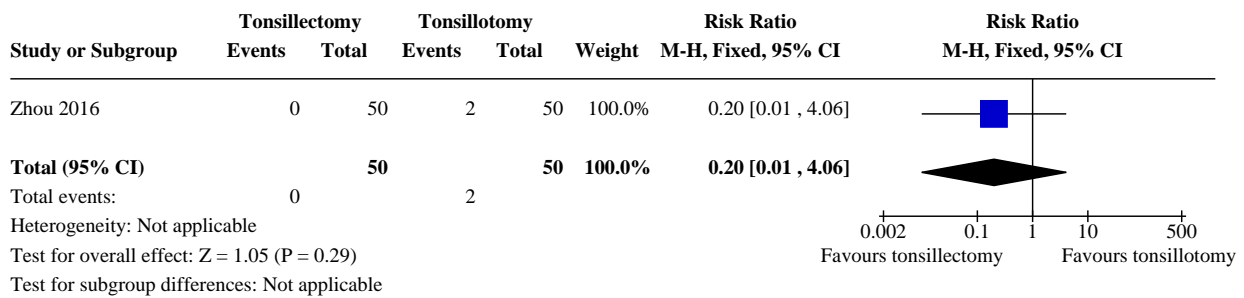 Tonsillectomy Tonsillotomy Risk Ratio Risk Ratio
Study or Subgroup Events Total Events Total Weight M-H, Fixed, 95% CI M-H, Fixed, 95% CI
Zhou 2016 0 50 2 50 100.0% 0.20 [0.01 , 4.06]
Total (95% CI) 50 50 100.0% 0.20 [0.01 , 4.06]
Total events: 0 2
Heterogeneity: Not applicable
0.002 0.1 1 10 500
Test for overall effect: Z = 1.05 (P = 0.29) Favours tonsillectomy Favours tonsillotomy
Test for subgroup differences: Not applicable